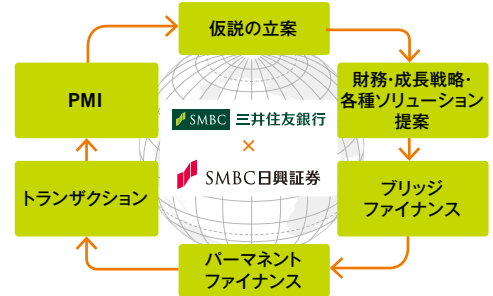 仮説の立案
財務・成長戦略・
各種ソリューション
提案
ブリッジ
ファイナンス
パーマネント
ファイナンス
トランザクション
PMI
SMBC 三井住友銀行
×
SMBC日興証券